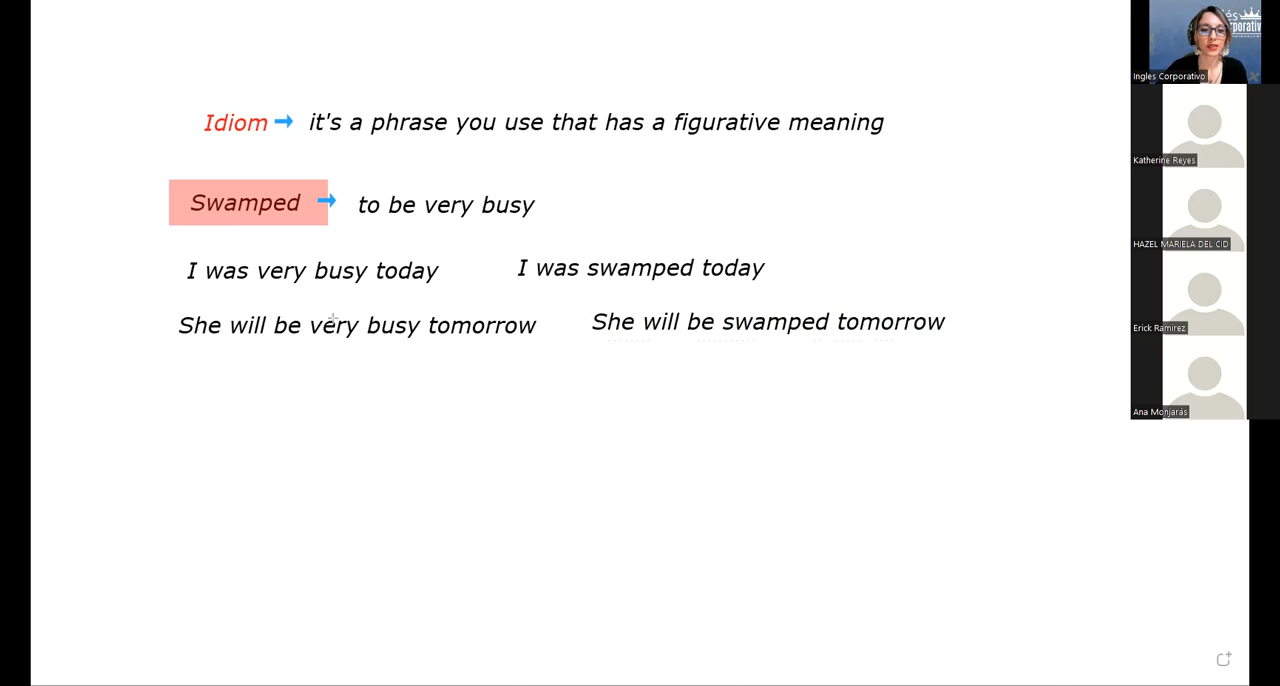 Idiom → it's a phrase you use that has a figurative meaning
Swamped → to be very busy
I was very busy today
I was swamped today
She will be very busy tomorrow
She will be swamped tomorrow
Ingles Corporativo
Katherine Reyes
HAZEL MARIELA DEL CID
Erick Ramirez
Ana Monjarás